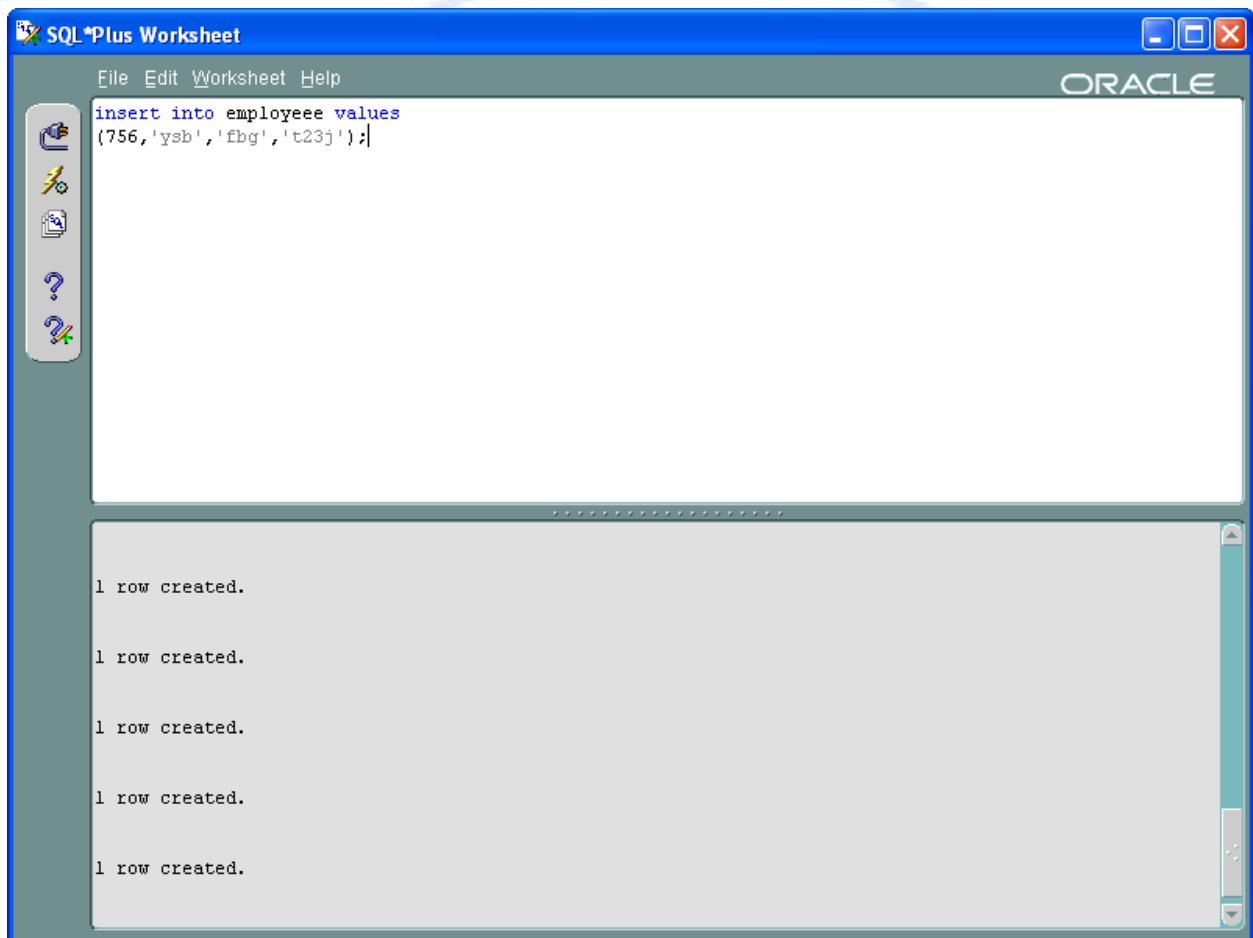 SQL*Plus Worksheet
File Edit Worksheet Help
ORACLE
insert into employeee values
(756,'ysb','fbg','t23j');
1 row created.
1 row created.
1 row created.
1 row created.
1 row created.